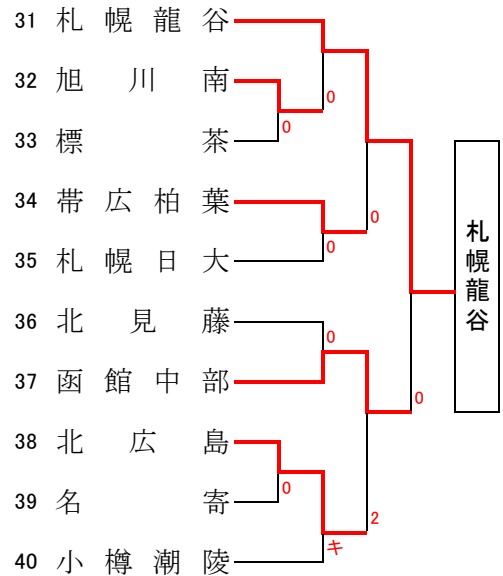 31 札幌龍谷
32 旭川南
33 標茶
34 帯広柏葉
35 札幌日大
36 北見藤
37 函館中部
38 北広島
39 名寄
40 小樽潮陵
0
0
0
0
0
0
0
2
キ
札幌龍谷